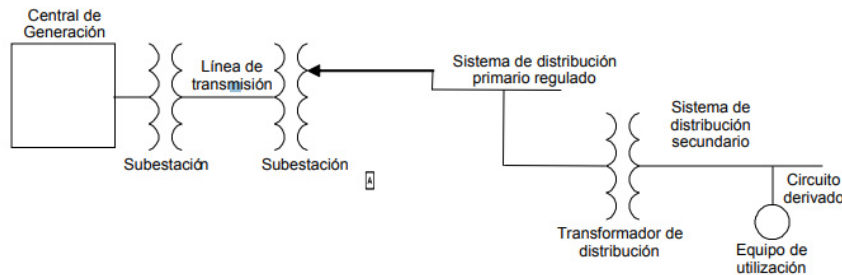 Central de
Generación
Línea de
transmisión
Subestación
Subestación
A
Sistema de distribución
primario regulado
Sistema de
distribución
secundario
Circuito
derivado
Transformador de
distribución
Equipo de
utilización